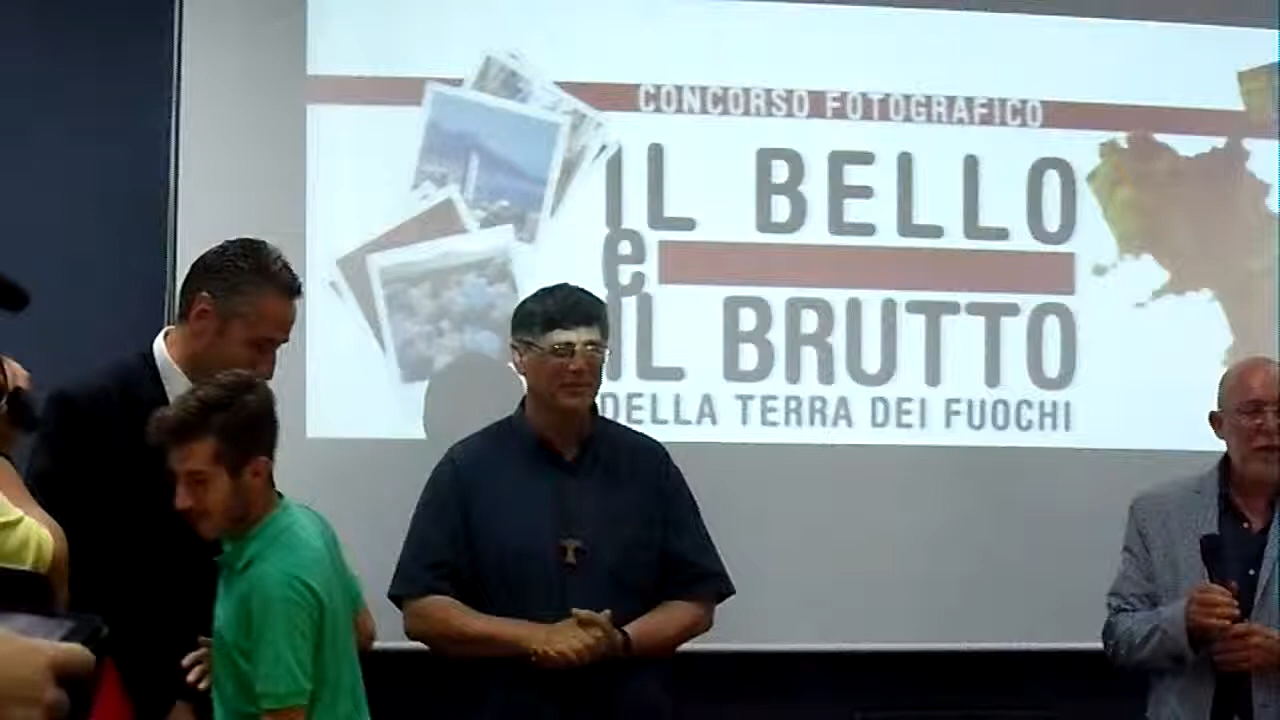 CONCORSO FOTOGRAFICO
IL BELLO
e
IL BRUTTO
DELLA TERRA DEI FUOCHI